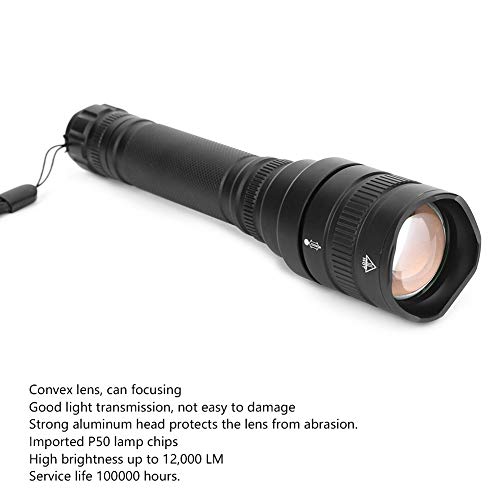 Convex lens, can focusing
Good light transmission, not easy to damage
Strong aluminum head protects the lens from abrasion.
Imported P50 lamp chips
High brightness up to 12,000 LM
Service life 100000 hours.